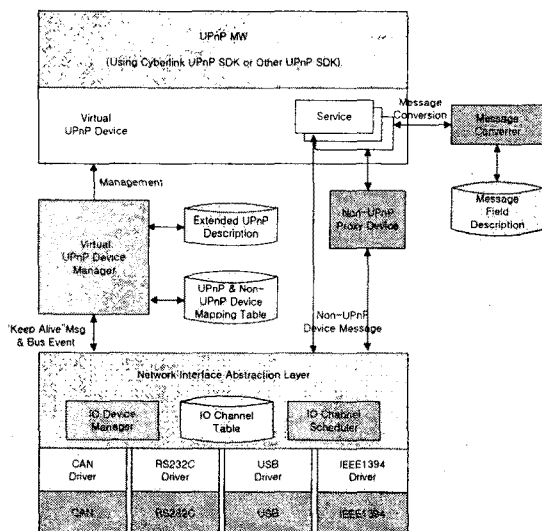 UPnP MW
(Using Cyberlink UPnP SDK or Other UPnP SDK)
Virtual
UPnP Device
Service
Message
Conversion
Message
Converter
Management
Message
Field
Description
Extended UPnP
Description
Non-UPnP
Proxy Device
Virtual
UPnP Device
Manager
UPnP & Non-
UPnP Device
Mapping Table
"Keep Alive" Msg
& Bus Event
Non-UPnP
Device Message
Network Interface Abstraction Layer
IO Device
Manager
IO Channel
Table
IO Channel
Scheduler
CAN
Driver
RS232C
Driver
USB
Driver
IEEE1394
Driver
CAN
RS232C
USB
IEEE1394